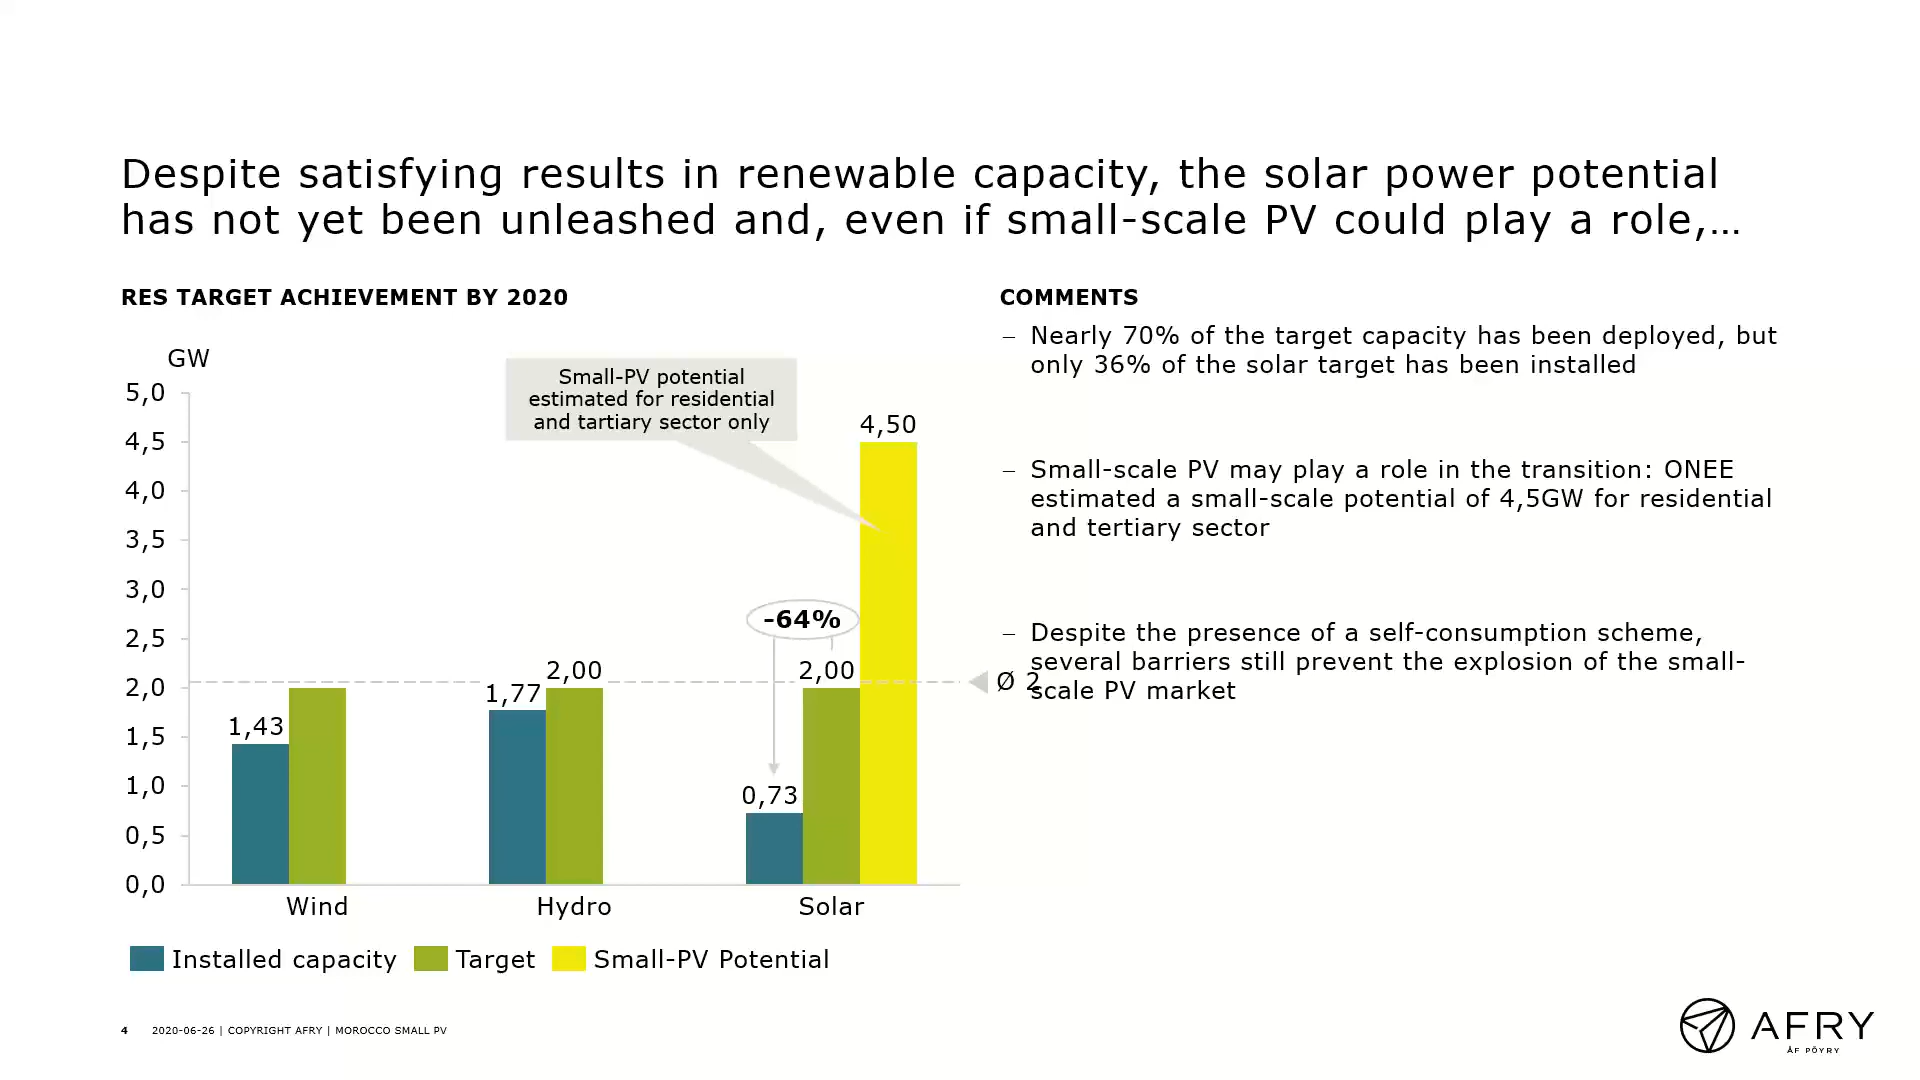 Despite satisfying results in renewable capacity, the solar power potential
has not yet been unleashed and, even if small-scale PV could play a role,…
RES TARGET ACHIEVEMENT BY 2020
GW
5,0
4,5
4,0
3,5
3,0
2,5
2,0
1,5
1,0
0,5
0,0
Small-PV potential
estimated for residential
and tartiary sector only
4,50
-64%
2,00
2,00
1,77
1,43
0,73
Ø 2
Wind
Hydro
Solar
Installed capacity
Target
Small-PV Potential
COMMENTS
– Nearly 70% of the target capacity has been deployed, but
only 36% of the solar target has been installed
– Small-scale PV may play a role in the transition: ONEE
estimated a small-scale potential of 4,5GW for residential
and tertiary sector
– Despite the presence of a self-consumption scheme,
several barriers still prevent the explosion of the small-
scale PV market
4 2020-06-26 | COPYRIGHT AFRY | MOROCCO SMALL PV
AFRY
ÅF PÖYRY